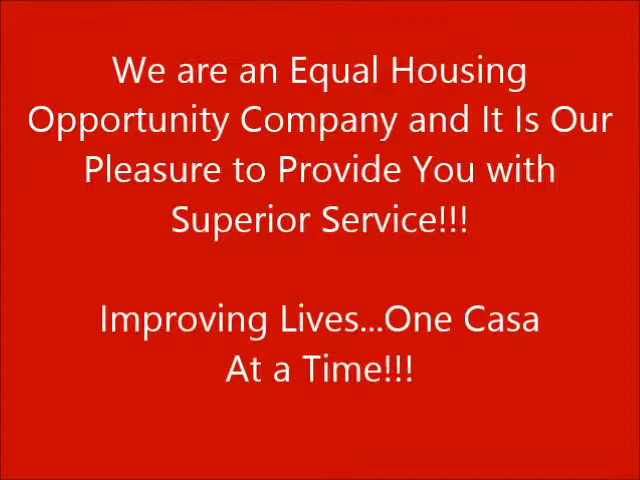 We are an Equal Housing
Opportunity Company and It Is Our
Pleasure to Provide You with
Superior Service!!!
Improving Lives...One Casa
At a Time!!!